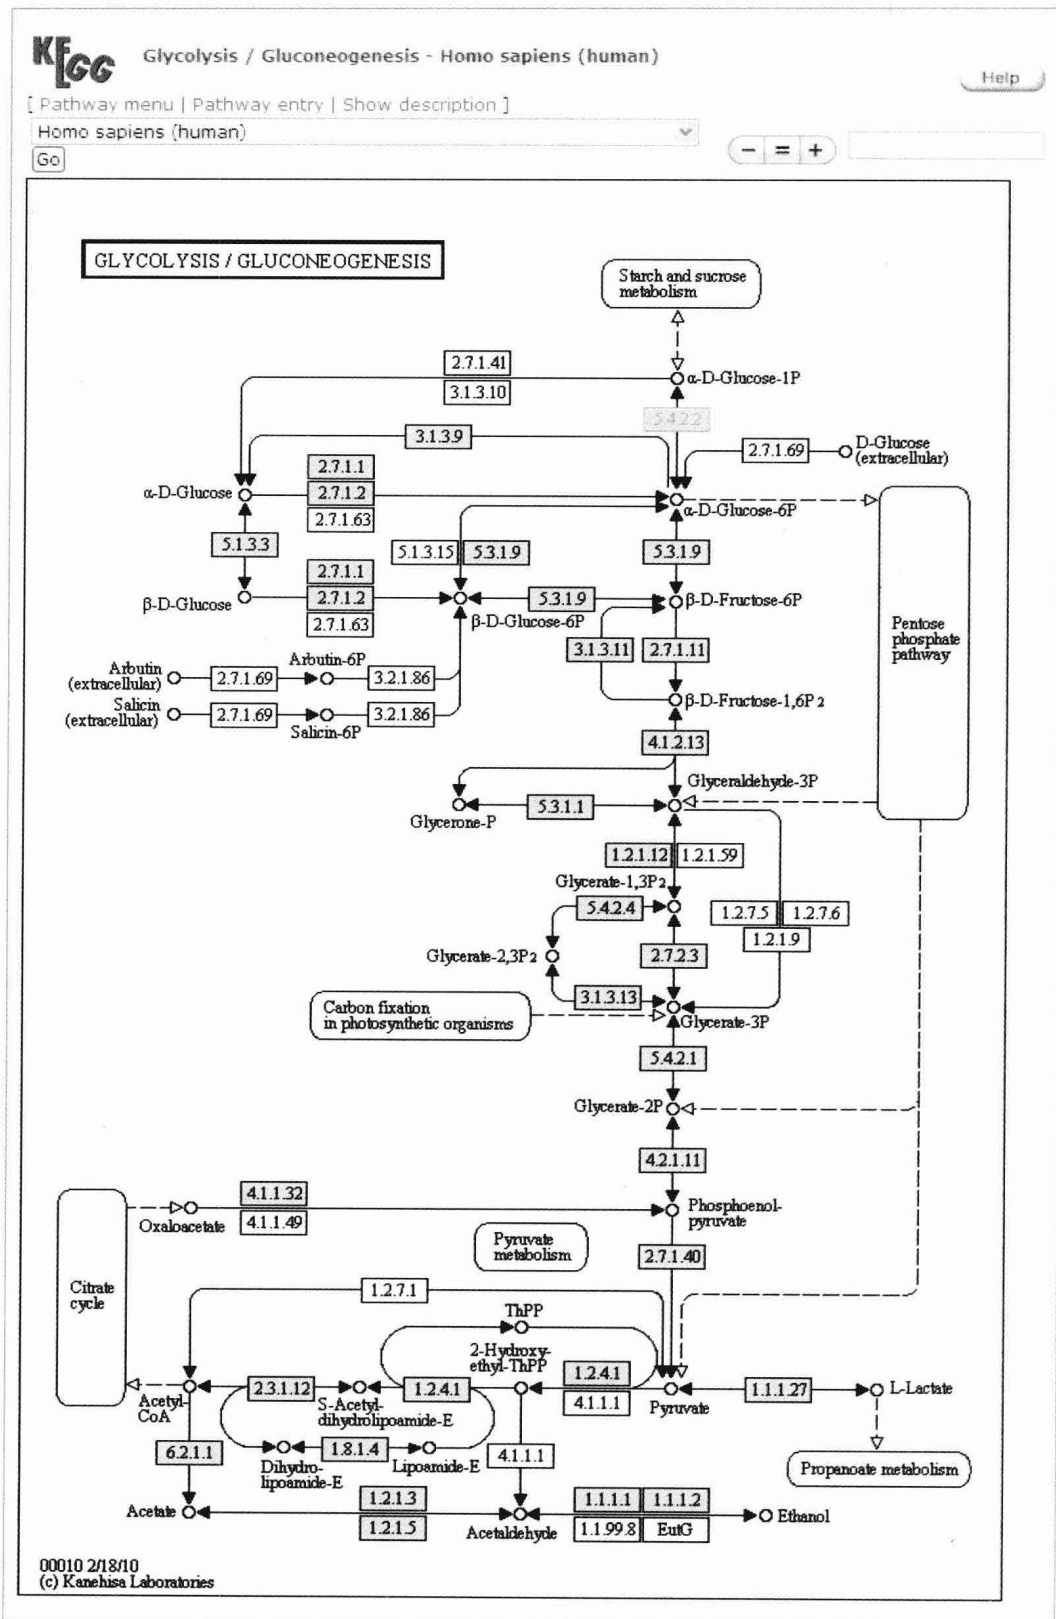 KEGG
Glycolysis / Gluconeogenesis - Homo sapiens (human)
Help
[ Pathway menu | Pathway entry | Show description ]
Homo sapiens (human)
Go
- = +
GLYCOLYSIS / GLUCONEOGENESIS
Starch and sucrose
metabolism
2.7.1.41
α-D-Glucose-1P
3.1.3.10
5.4.2.2
3.1.3.9
D-Glucose
(extracellular)
2.7.1.69
2.7.1.1
α-D-Glucose
2.7.1.2
α-D-Glucose-6P
2.7.1.63
5.1.3.3
5.1.3.15
5.3.1.9
5.3.1.9
2.7.1.1
β-D-Glucose
2.7.1.2
5.3.1.9
β-D-Fructose-6P
2.7.1.63
β-D-Glucose-6P
Pentose
phosphate
pathway
3.1.3.11
2.7.1.11
Arbutin
(extracellular)
2.7.1.69
Arbutin-6P
3.2.1.86
Salicin
(extracellular)
2.7.1.69
Salicin-6P
3.2.1.86
β-D-Fructose-1,6P2
4.1.2.13
Glyceraldehyde-3P
Glycerone-P
5.3.1.1
1.2.1.12
1.2.1.59
Glycerate-1,3P2
5.4.2.4
1.2.7.5
1.2.7.6
1.2.1.9
Glycerate-2,3P2
2.7.2.3
3.1.3.13
Carbon fixation
in photosynthetic organisms
Glycerate-3P
5.4.2.1
Glycerate-2P
4.2.1.11
4.1.1.32
Oxaloacetate
4.1.1.49
Phosphoenol-
pyruvate
Pyruvate
metabolism
2.7.1.40
Citrate
cycle
1.2.7.1
ThPP
2-Hydroxy-
ethyl-ThPP
1.2.4.1
Acetyl-
CoA
2.3.1.12
S-Acetyl-
dihydrolipoamide-E
1.2.4.1
4.1.1.1
Pyruvate
1.1.1.27
L-Lactate
6.2.1.1
Dihydro-
lipoamide-E
1.8.1.4
Lipoamide-E
4.1.1.1
Propanoate metabolism
Acetate
1.2.1.3
1.2.1.5
Acetaldehyde
1.1.1.1
1.1.1.2
1.1.99.8
EutG
Ethanol
00010 2/18/10
(c) Kanehisa Laboratories